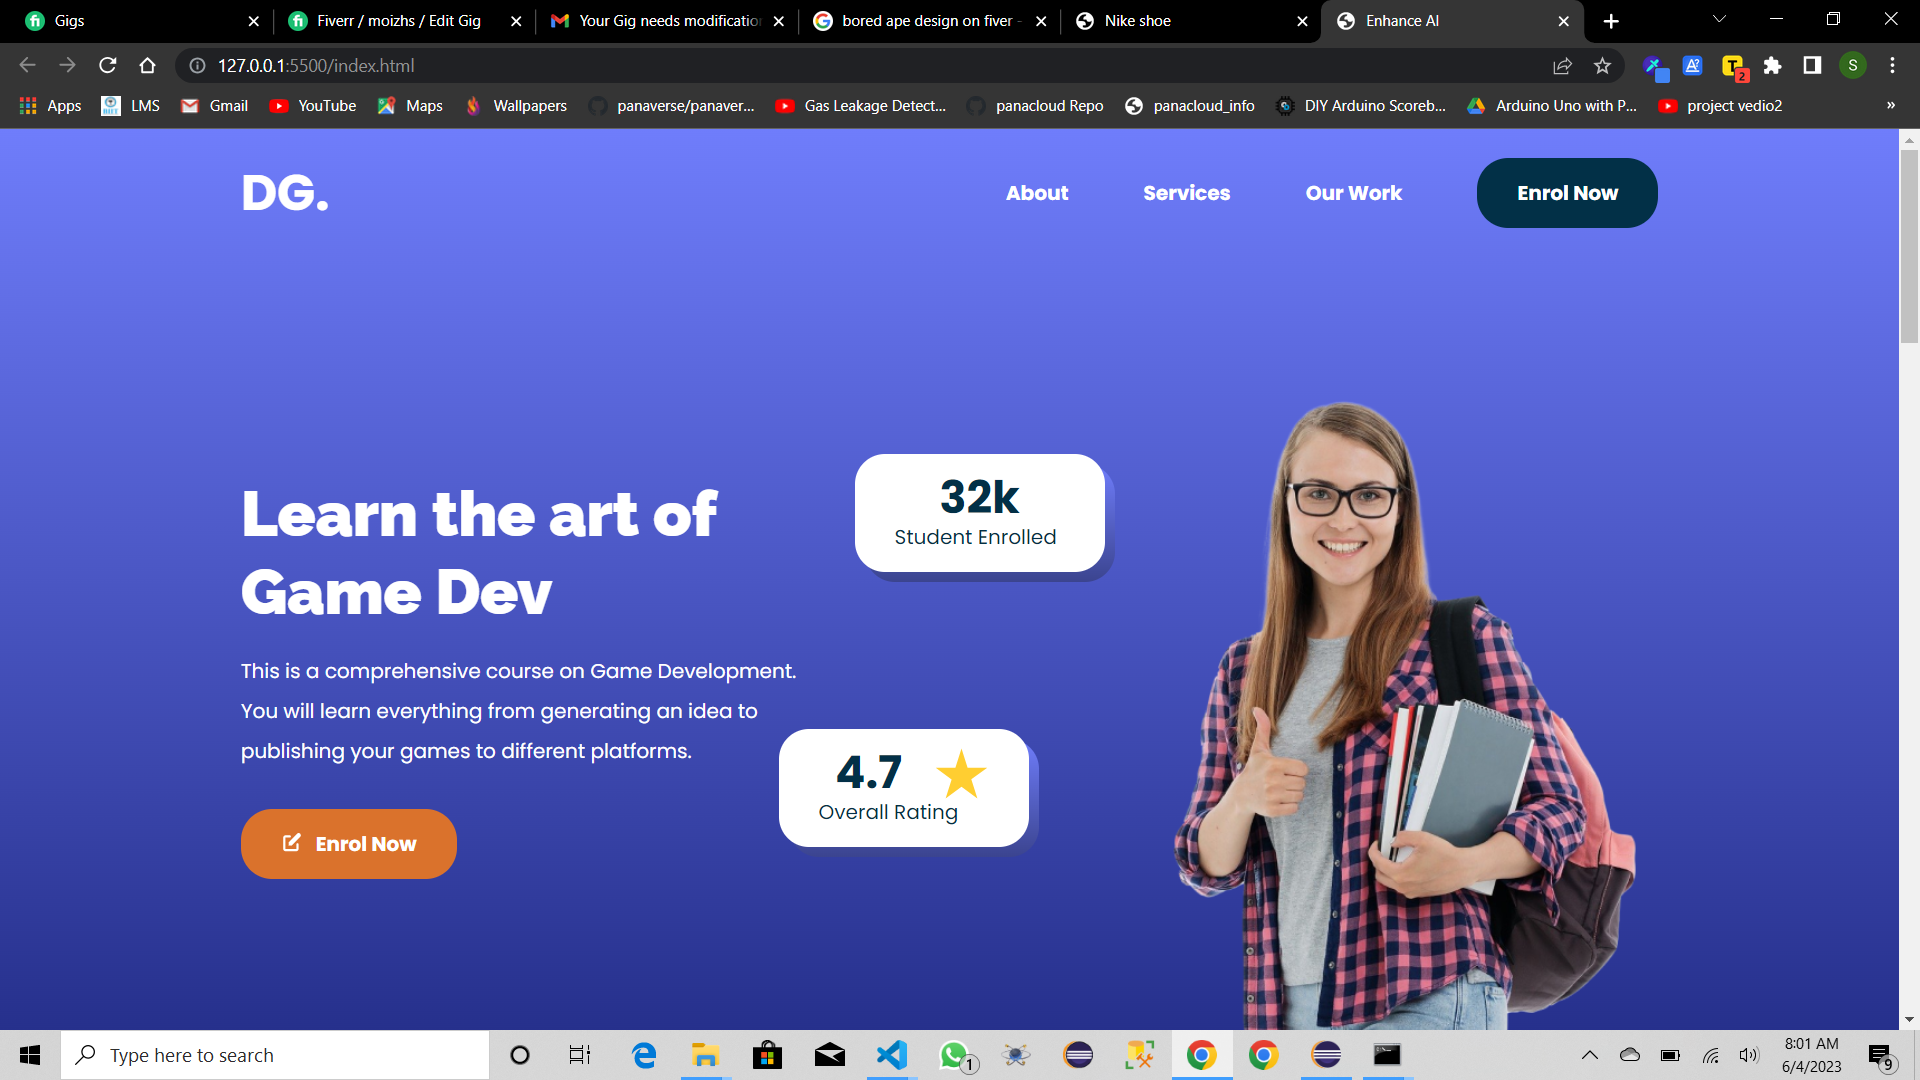 Gigs
Fiverr / moizhs / Edit Gig
Your Gig needs modificatio
bored ape design on fiver -
Nike shoe
Enhance AI
127.0.0.1:5500/index.html
S
2
Apps
LMS
Gmail
YouTube
Maps
Wallpapers
panaverse/panaver...
Gas Leakage Detect...
panacloud Repo
panacloud_info
DIY Arduino Scoreb...
Arduino Uno with P...
project vedio2
»
DG.
About
Services
Our Work
Enrol Now
Learn the art of
Game Dev
This is a comprehensive course on Game Development.
You will learn everything from generating an idea to
publishing your games to different platforms.
Enrol Now
32k
Student Enrolled
4.7
Overall Rating
Type here to search
1
8:01 AM
6/4/2023
9